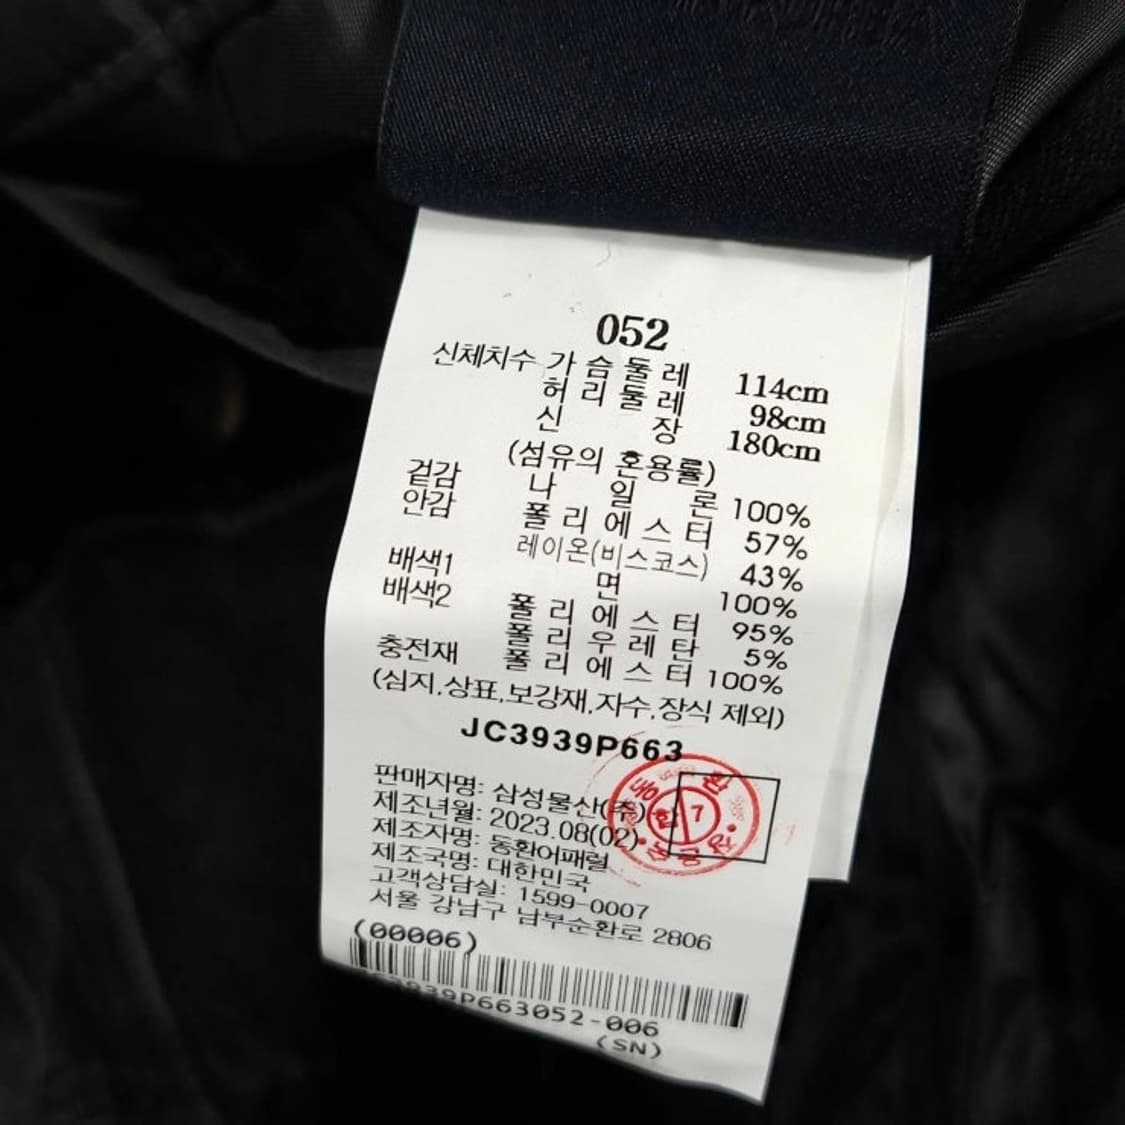 052
신체치수 가슴둘레 114cm
허리둘레 98cm
신장 180cm
(섬유의 혼용률)
겉감 나일론 100%
안감 폴리에스터 57%
레이온(비스코스) 43%
배색1 면 100%
배색2 폴리에스터 95%
폴리우레탄 5%
충전재 폴리에스터 100%
(심지,상표,보강재,자수,장식 제외)
JC3939P663
판매자명: 삼성물산(주)
제조년월: 2023.08(02)
제조자명: 동환어패럴
제조국명: 대한민국
고객상담실: 1599-0007
서울 강남구 남부순환로 2806
7
(00006)
JC3939P663052-006
(SN)